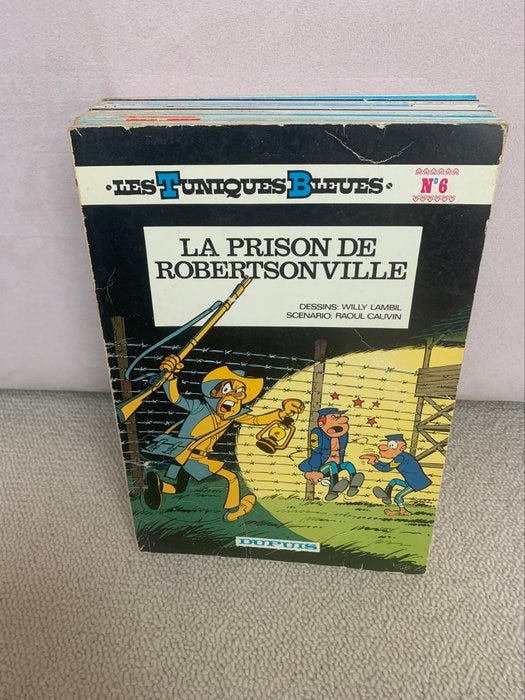 LES TUNIQUES BLEUES
N°6
LA PRISON DE
ROBERTSONVILLE
DESSINS: WILLY LAMBIL
SCENARIO: RAOUL CAUVIN
DUPUIS